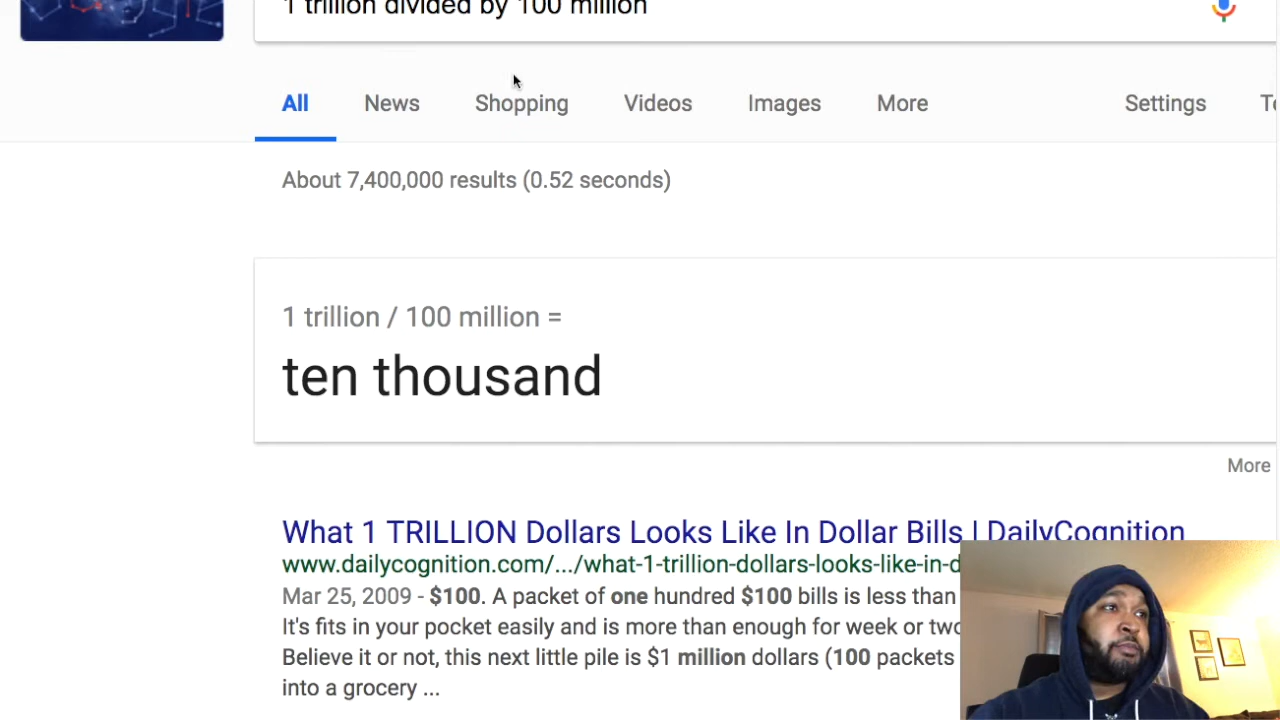 1 trillion divided by 100 million
All News Shopping Videos Images More Settings
About 7,400,000 results (0.52 seconds)
1 trillion / 100 million =
ten thousand
More
What 1 TRILLION Dollars Looks Like In Dollar Bills | DailyCognition
www.dailycognition.com/.../what-1-trillion-dollars-looks-like-in-d
Mar 25, 2009 - $100. A packet of one hundred $100 bills is less than
It's fits in your pocket easily and is more than enough for week or two
Believe it or not, this next little pile is $1 million dollars (100 packets
into a grocery ...